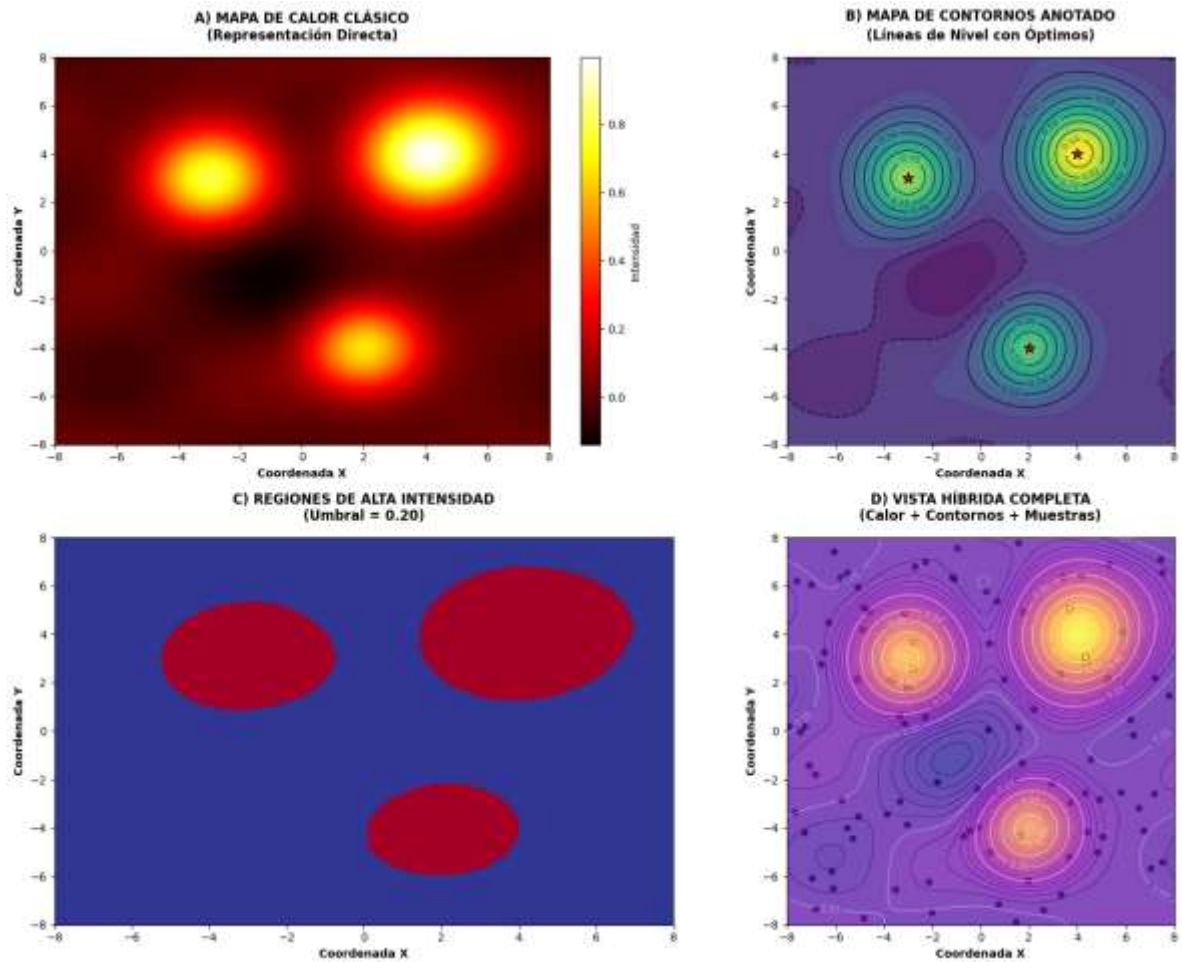 A) MAPA DE CALOR CLÁSICO
(Representación Directa)
8
6
4
2
0
−2
−4
−6
−8
Coordenada Y
−8 −6 −4 −2 0 2 4 6 8
Coordenada X
0.8
0.6
0.4
0.2
0.0
Intensidad
B) MAPA DE CONTORNOS ANOTADO
(Líneas de Nivel con Óptimos)
8
6
4
2
0
−2
−4
−6
−8
Coordenada Y
−8 −6 −4 −2 0 2 4 6 8
Coordenada X
C) REGIONES DE ALTA INTENSIDAD
(Umbral = 0.20)
8
6
4
2
0
−2
−4
−6
−8
Coordenada Y
−8 −6 −4 −2 0 2 4 6 8
Coordenada X
D) VISTA HÍBRIDA COMPLETA
(Calor + Contornos + Muestras)
8
6
4
2
0
−2
−4
−6
−8
Coordenada Y
−8 −6 −4 −2 0 2 4 6 8
Coordenada X